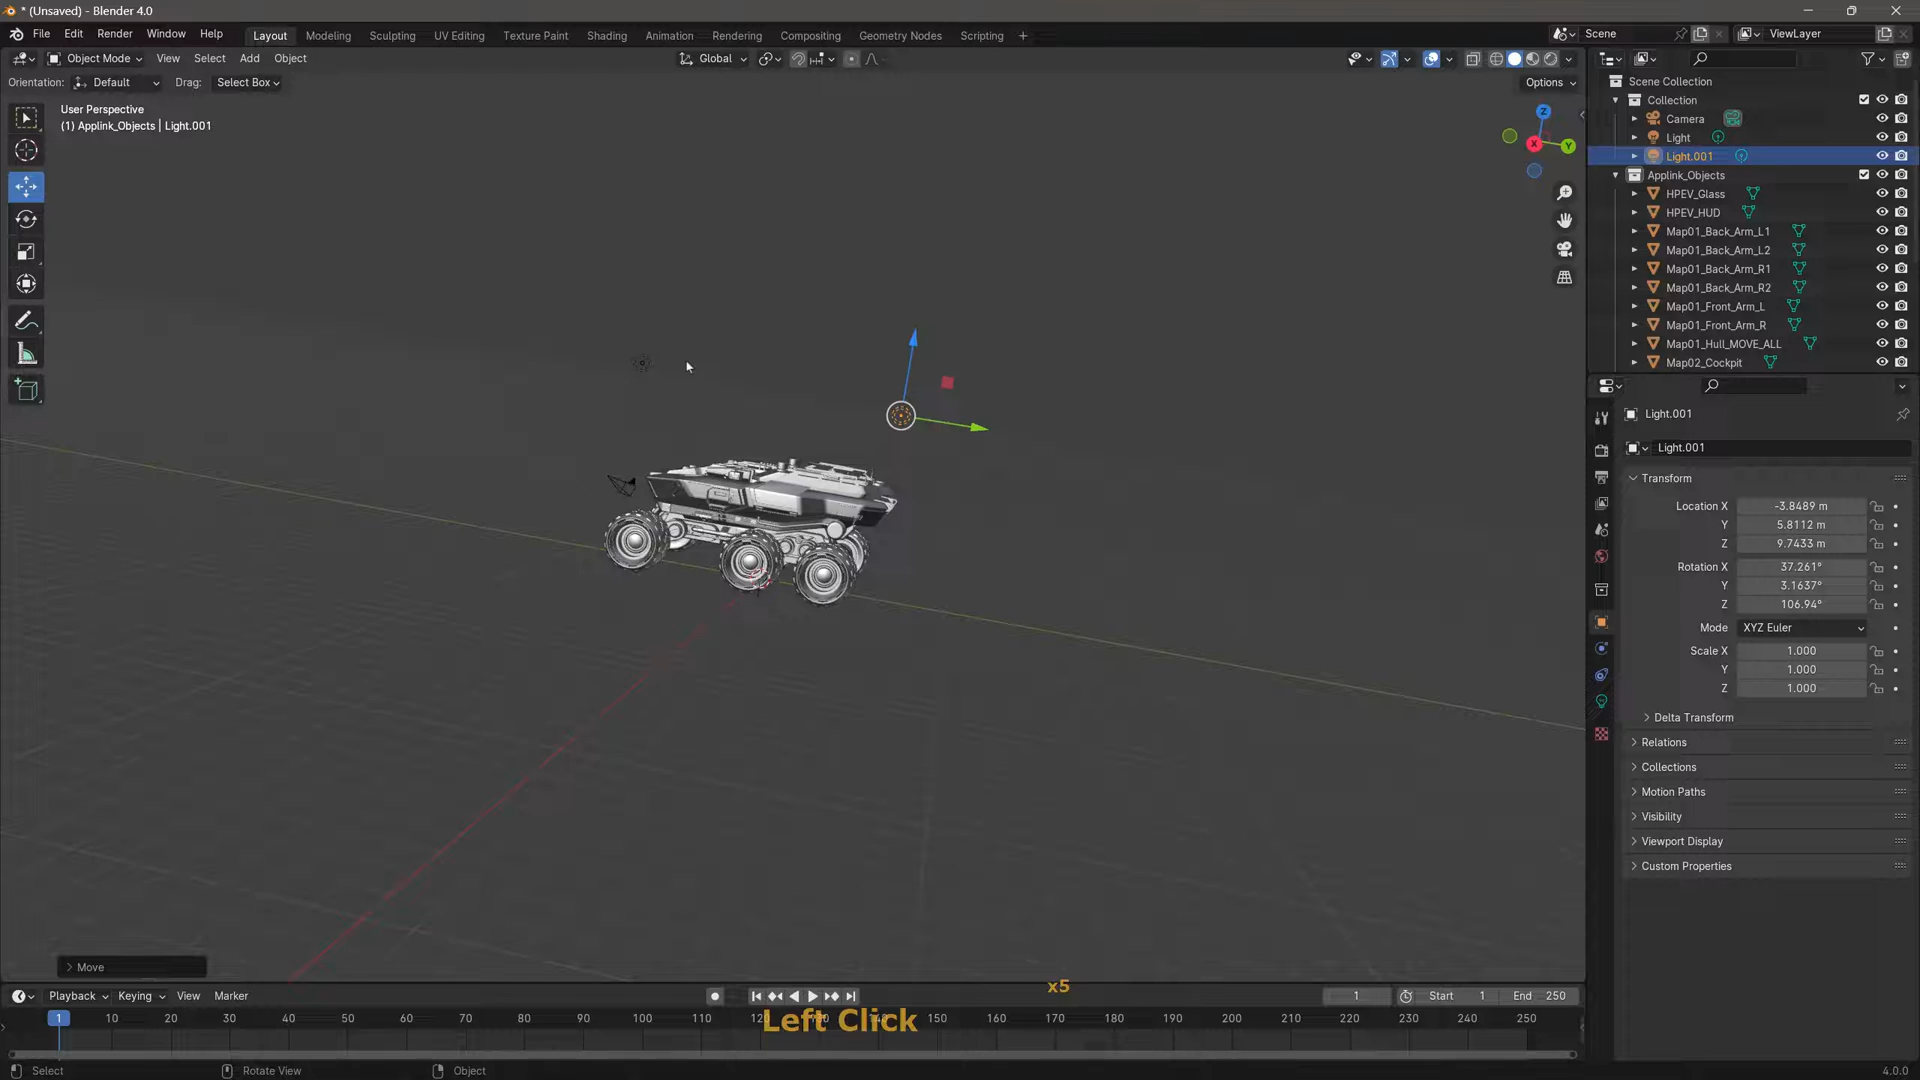 * (Unsaved) - Blender 4.0
File Edit Render Window Help Layout Modeling Sculpting UV Editing Texture Paint Shading Animation Rendering Compositing Geometry Nodes Scripting + Scene ViewLayer
Object Mode View Select Add Object Global
Orientation: Default Drag: Select Box Options
User Perspective
(1) Applink_Objects | Light.001
Z
Y
X
Scene Collection
Collection
Camera
Light
Light.001
Applink_Objects
HPEV_Glass
HPEV_HUD
Map01_Back_Arm_L1
Map01_Back_Arm_L2
Map01_Back_Arm_R1
Map01_Back_Arm_R2
Map01_Front_Arm_L
Map01_Front_Arm_R
Map01_Hull_MOVE_ALL
Map02_Cockpit
Light.001
Light.001
Transform
Location X -3.8489 m
Y 5.8112 m
Z 9.7433 m
Rotation X 37.261°
Y 3.1637°
Z 106.94°
Mode XYZ Euler
Scale X 1.000
Y 1.000
Z 1.000
Delta Transform
Relations
Collections
Motion Paths
Visibility
Viewport Display
Custom Properties
Move
x5
Playback Keying View Marker 1 Start 1 End 250
Left Click
1 10 20 30 40 50 60 70 80 90 100 110 120 130 140 150 160 170 180 190 200 210 220 230 240 250
Select Rotate View Object 4.0.0